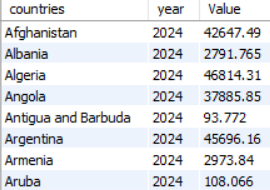 countries year Value
Afghanistan 2024 42647.49
Albania 2024 2791.765
Algeria 2024 46814.31
Angola 2024 37885.85
Antigua and Barbuda 2024 93.772
Argentina 2024 45696.16
Armenia 2024 2973.84
Aruba 2024 108.066